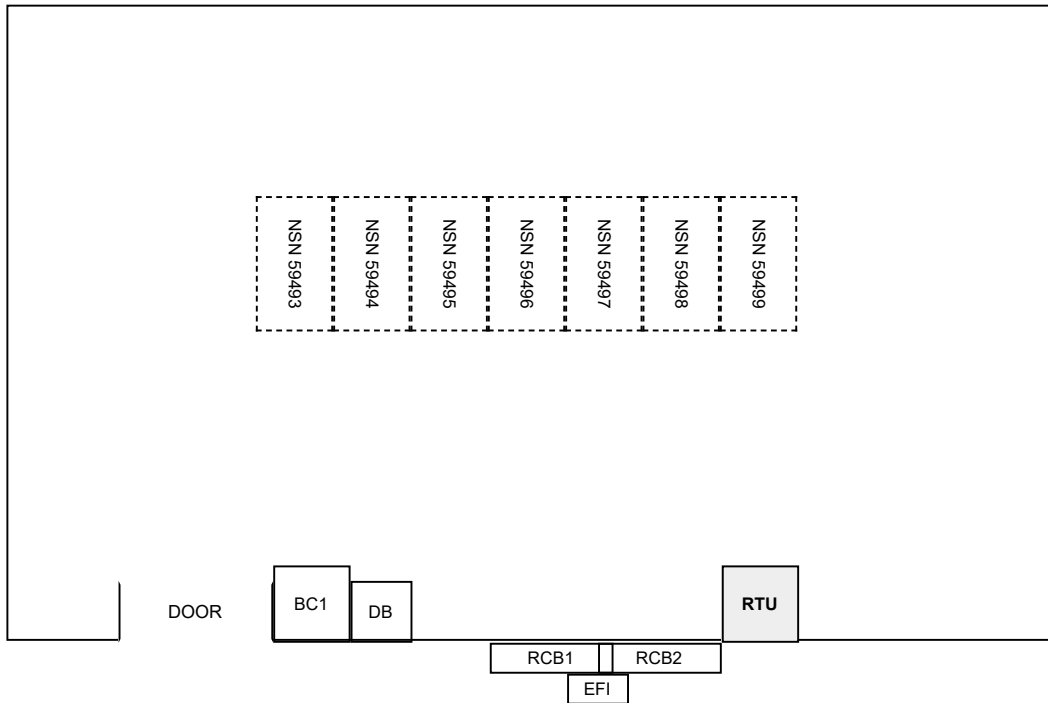 NSN 59493
NSN 59494
NSN 59495
NSN 59496
NSN 59497
NSN 59498
NSN 59499
DOOR
BC1
DB
RTU
RCB1
RCB2
EFI